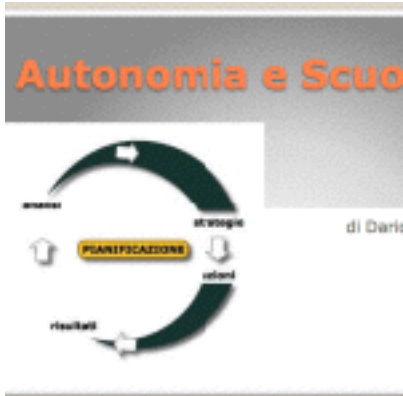 Autonomia e Scuo
analisi
strategie
di Dario
PIANIFICAZIONE
azioni
risultati